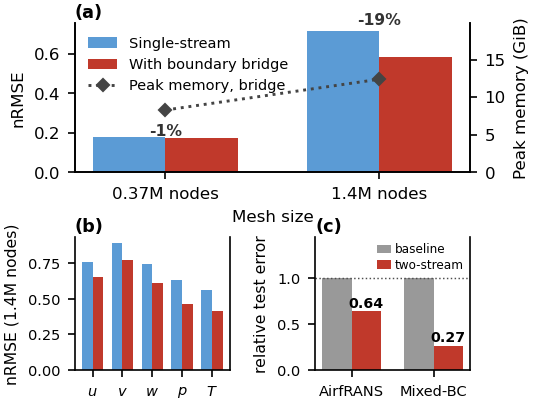 (a)
-19%
Single-stream
With boundary bridge
Peak memory, bridge
-1%
nRMSE
0.6
0.4
0.2
0.0
Peak memory (GiB)
15
10
5
0
0.37M nodes
1.4M nodes
Mesh size
(b)
nRMSE (1.4M nodes)
0.75
0.50
0.25
0.00
u
v
w
p
T
(c)
relative test error
1.0
0.5
0.0
baseline
two-stream
0.64
0.27
AirfRANS
Mixed-BC